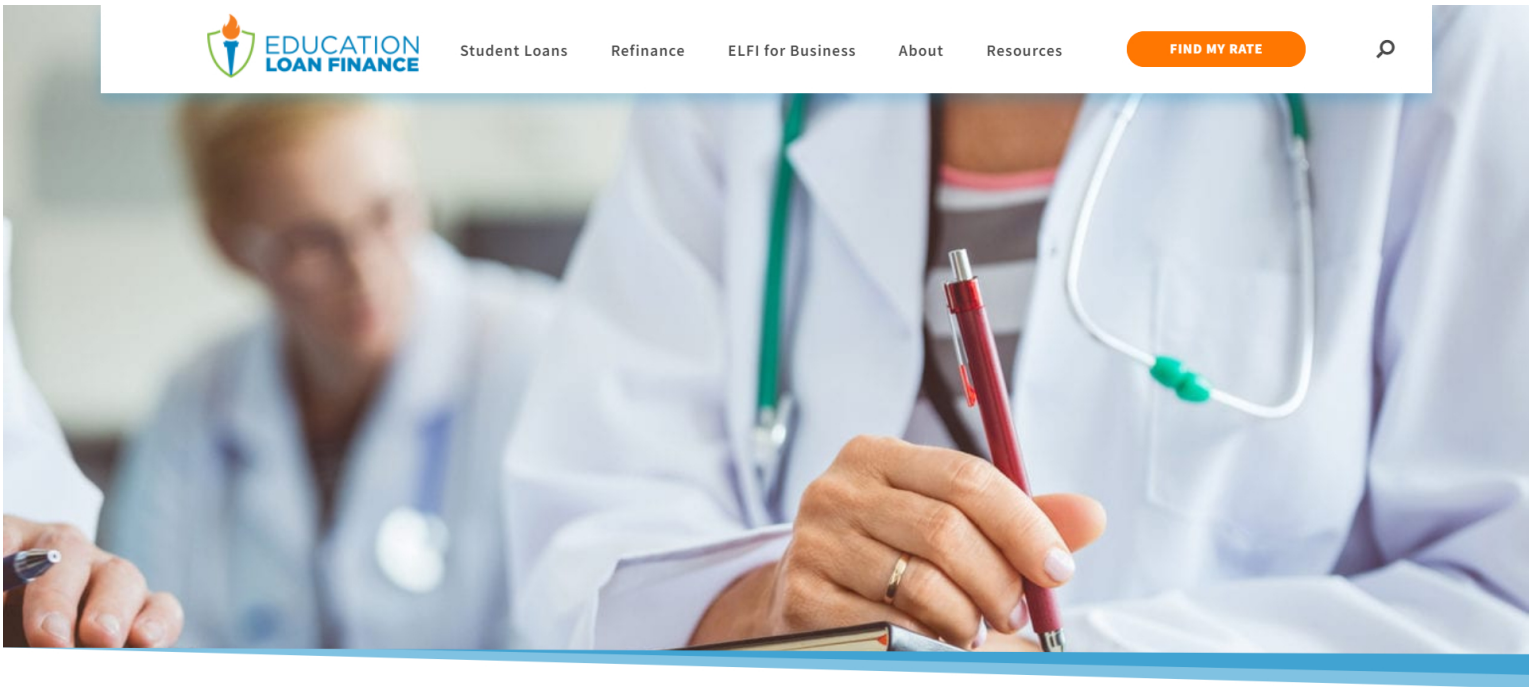 EDUCATION
LOAN FINANCE
Student Loans
Refinance
ELFI for Business
About
Resources
FIND MY RATE